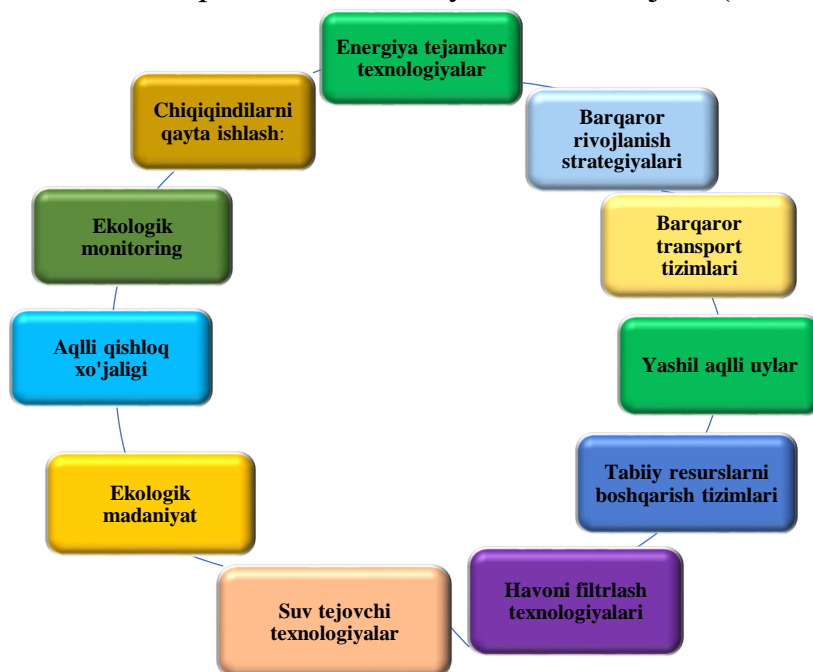 Energiya tejamkor
texnologiyalar
Barqaror
rivojlanish
strategiyalari
Barqaror
transport
tizimlari
Yashil aqlli uylar
Tabiiy resurslarni
boshqarish tizimlari
Havoni filtrlash
texnologiyalari
Suv tejovchi
texnologiyalar
Ekologik
madaniyat
Aqlli qishloq
xo'jaligi
Ekologik
monitoring
Chiqiqindilarni
qayta ishlash: